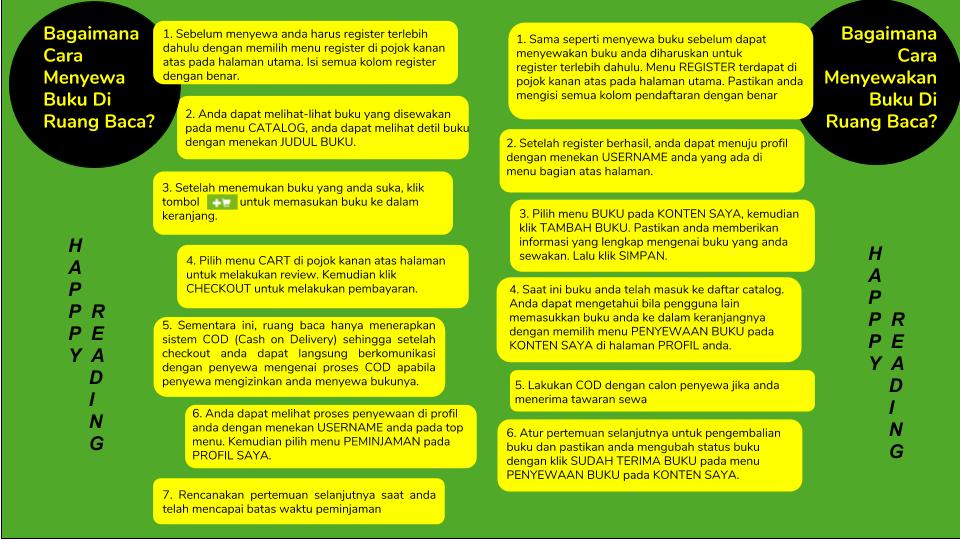 Bagaimana
Cara
Menyewa
Buku Di
Ruang Baca?
1. Sebelum menyewa anda harus register terlebih
dahulu dengan memilih menu register di pojok kanan
atas pada halaman utama. Isi semua kolom register
dengan benar.
2. Anda dapat melihat-lihat buku yang disewakan
pada menu CATALOG, anda dapat melihat detil buku
dengan menekan JUDUL BUKU.
3. Setelah menemukan buku yang anda suka, klik
tombol untuk memasukan buku ke dalam
keranjang.
4. Pilih menu CART di pojok kanan atas halaman
untuk melakukan review. Kemudian klik
CHECKOUT untuk melakukan pembayaran.
5. Sementara ini, ruang baca hanya menerapkan
sistem COD (Cash on Delivery) sehingga setelah
checkout anda dapat langsung berkomunikasi
dengan penyewa mengenai proses COD apabila
penyewa mengizinkan anda menyewa bukunya.
6. Anda dapat melihat proses penyewaan di profil
anda dengan menekan USERNAME anda pada top
menu. Kemudian pilih menu PEMINJAMAN pada
PROFIL SAYA.
7. Rencanakan pertemuan selanjutnya saat anda
telah mencapai batas waktu peminjaman
HAPPY
READING
Bagaimana
Cara
Menyewakan
Buku Di
Ruang Baca?
1. Sama seperti menyewa buku sebelum dapat
menyewakan buku anda diharuskan untuk
register terlebih dahulu. Menu REGISTER terdapat di
pojok kanan atas pada halaman utama. Pastikan anda
mengisi semua kolom pendaftaran dengan benar
2. Setelah register berhasil, anda dapat menuju profil
dengan menekan USERNAME anda yang ada di
menu bagian atas halaman.
3. Pilih menu BUKU pada KONTEN SAYA, kemudian
klik TAMBAH BUKU. Pastikan anda memberikan
informasi yang lengkap mengenai buku yang anda
sewakan. Lalu klik SIMPAN.
4. Saat ini buku anda telah masuk ke daftar catalog.
Anda dapat mengetahui bila pengguna lain
memasukkan buku anda ke dalam keranjangnya
dengan memilih menu PENYEWAAN BUKU pada
KONTEN SAYA di halaman PROFIL anda.
5. Lakukan COD dengan calon penyewa jika anda
menerima tawaran sewa
6. Atur pertemuan selanjutnya untuk pengembalian
buku dan pastikan anda mengubah status buku
dengan klik SUDAH TERIMA BUKU pada menu
PENYEWAAN BUKU pada KONTEN SAYA.
HAPPY
READING